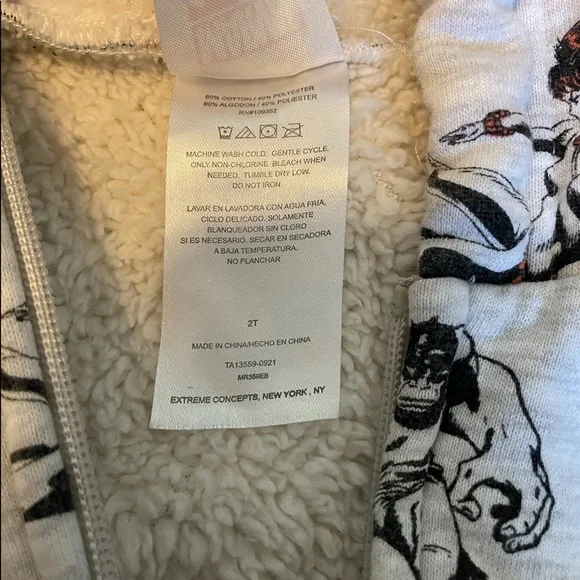 60% COTTON / 40% POLYESTER
60% ALGODON / 40% POLIESTER
RN#109352
MACHINE WASH COLD, GENTLE CYCLE.
ONLY NON-CHLORINE. BLEACH WHEN
NEEDED. TUMBLE DRY LOW.
DO NOT IRON
LAVAR EN LAVADORA CON AGUA FRIA.
CICLO DELICADO. SOLAMENTE
BLANQUEADOR SIN CLORO
SI ES NECESARIO. SECAR EN SECADORA
A BAJA TEMPERATURA.
NO PLANCHAR
2T
MADE IN CHINA/HECHO EN CHINA
TA13559-0921
MR359EB
EXTREME CONCEPTS, NEW YORK , NY